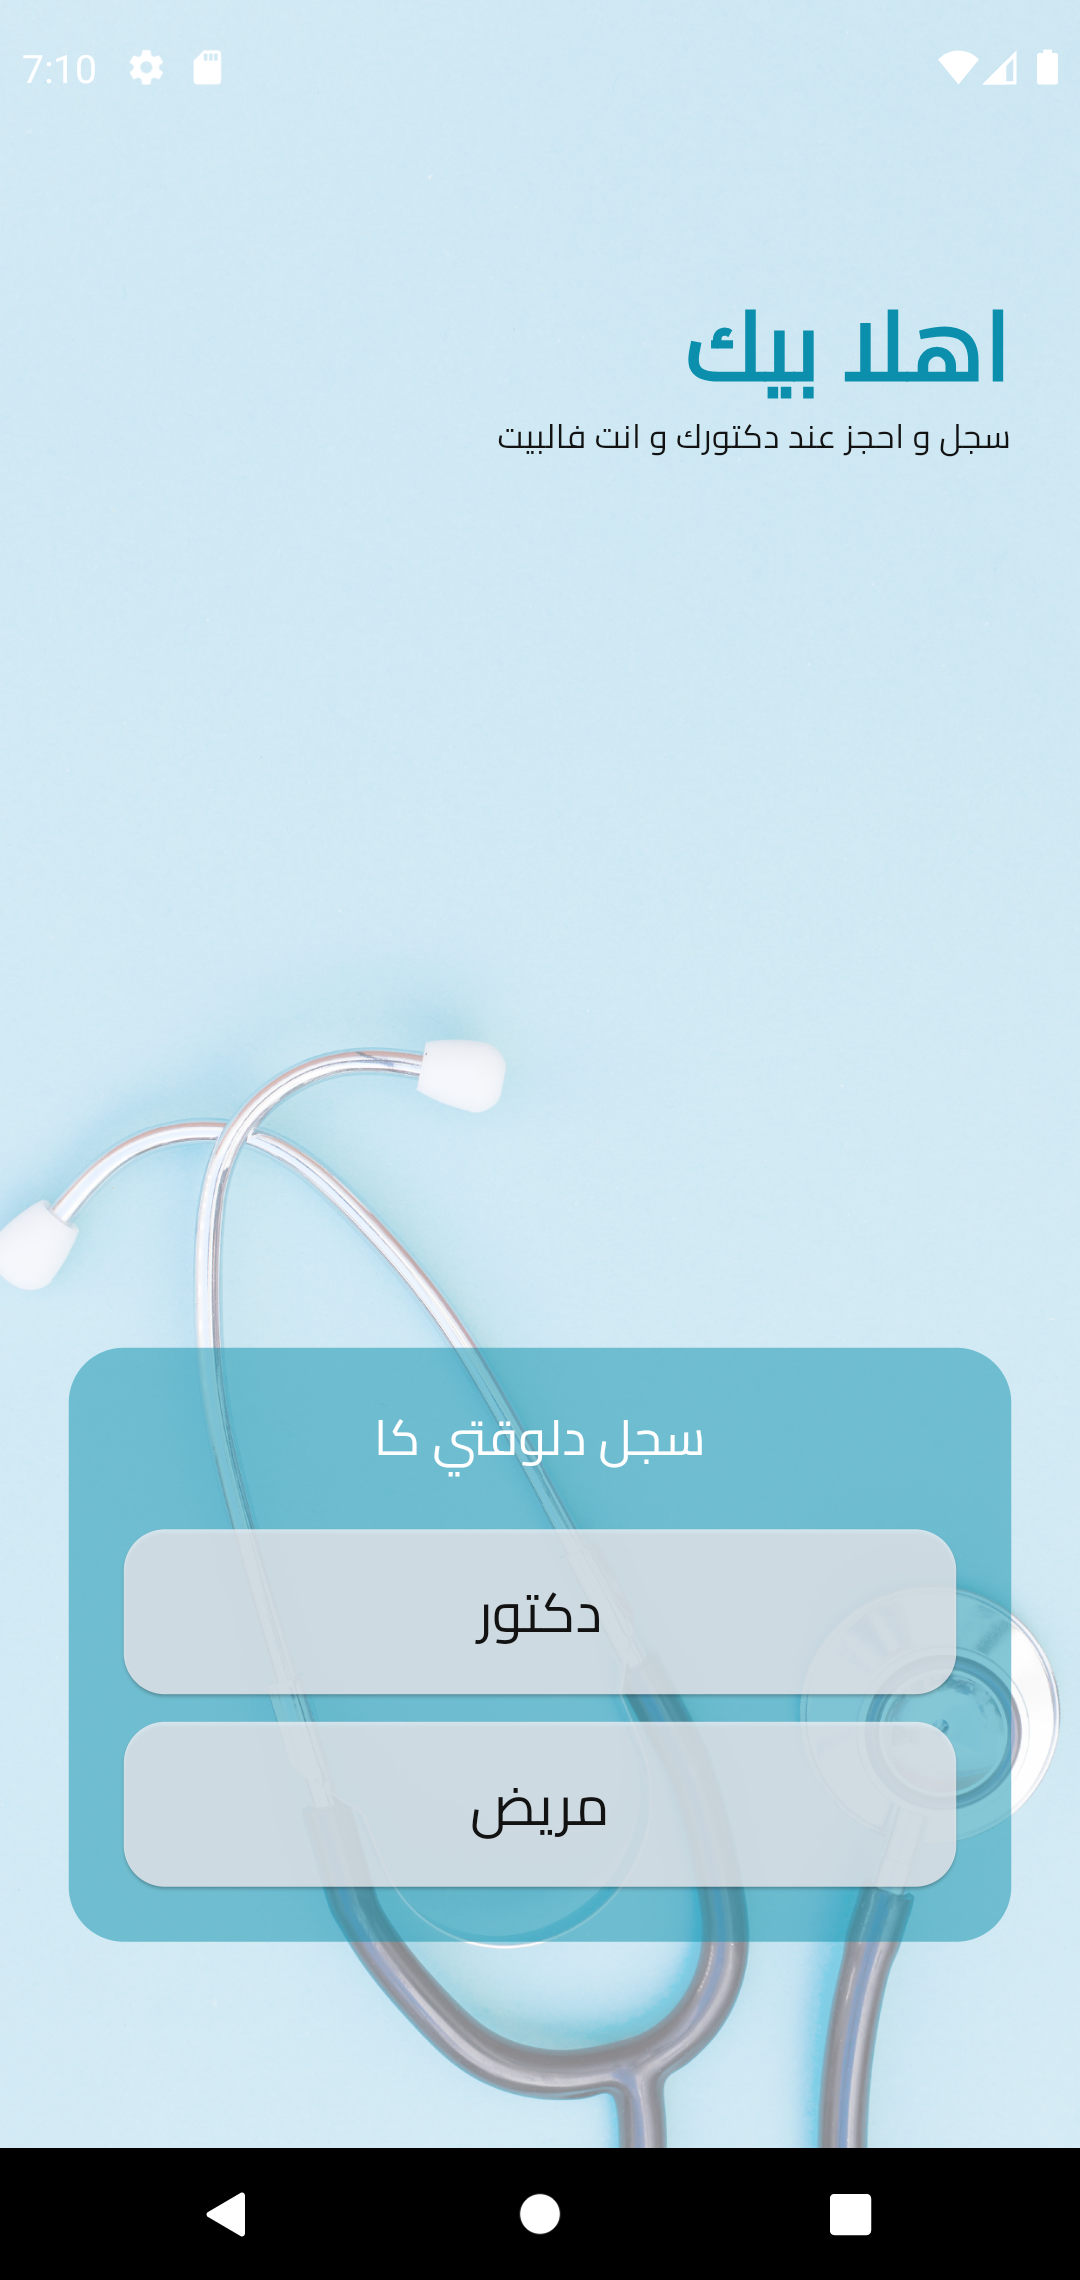 7:10
اهلا بيك
سجل و احجز عند دكتورك و انت فالبيت
سجل دلوقتي كا
دكتور
مريض